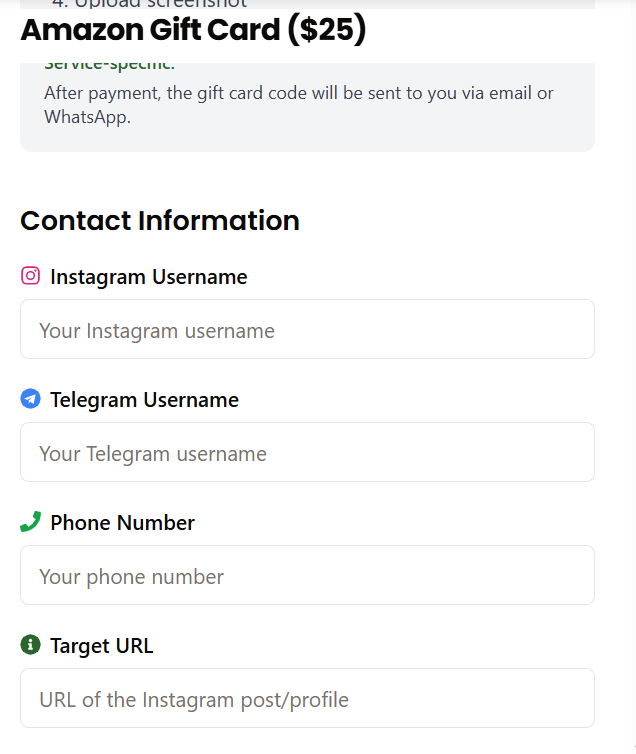 4. Upload screenshot
Amazon Gift Card ($25)
Service-specific:
After payment, the gift card code will be sent to you via email or
WhatsApp.
Contact Information
Instagram Username
Your Instagram username
Telegram Username
Your Telegram username
Phone Number
Your phone number
Target URL
URL of the Instagram post/profile